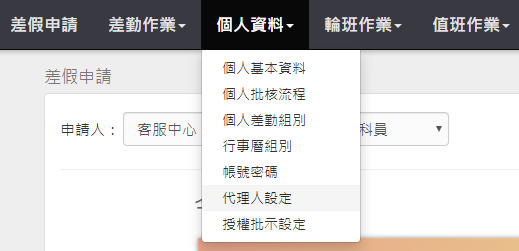 差假申請 差勤作業 個人資料 輪班作業 值班作業
差假申請
個人基本資料
個人批核流程
申請人： 客服中心 個人差勤組別 科員
行事曆組別
帳號密碼
代理人設定
授權批示設定